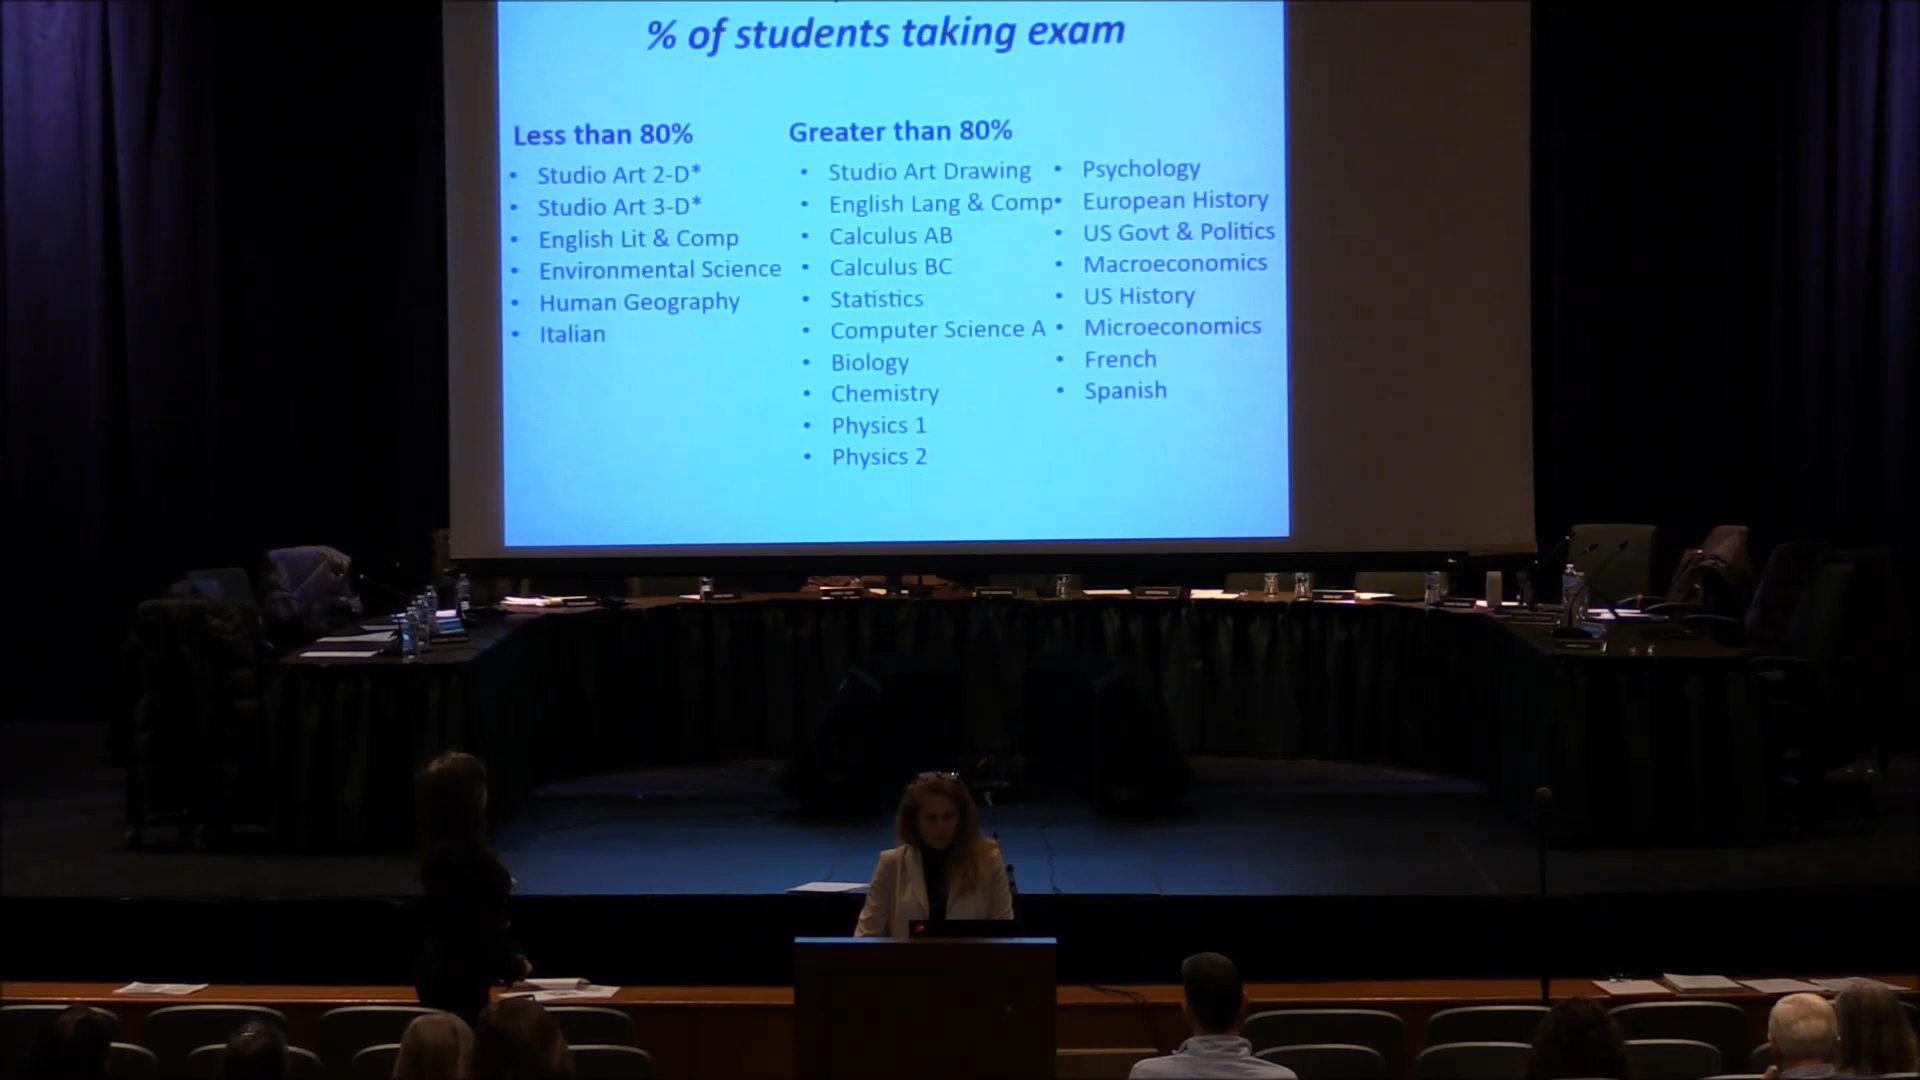 % of students taking exam
Less than 80%
• Studio Art 2-D*
• Studio Art 3-D*
• English Lit & Comp
• Environmental Science
• Human Geography
• Italian
Greater than 80%
• Studio Art Drawing
• English Lang & Comp
• Calculus AB
• Calculus BC
• Statistics
• Computer Science A
• Biology
• Chemistry
• Physics 1
• Physics 2
• Psychology
• European History
• US Govt & Politics
• Macroeconomics
• US History
• Microeconomics
• French
• Spanish